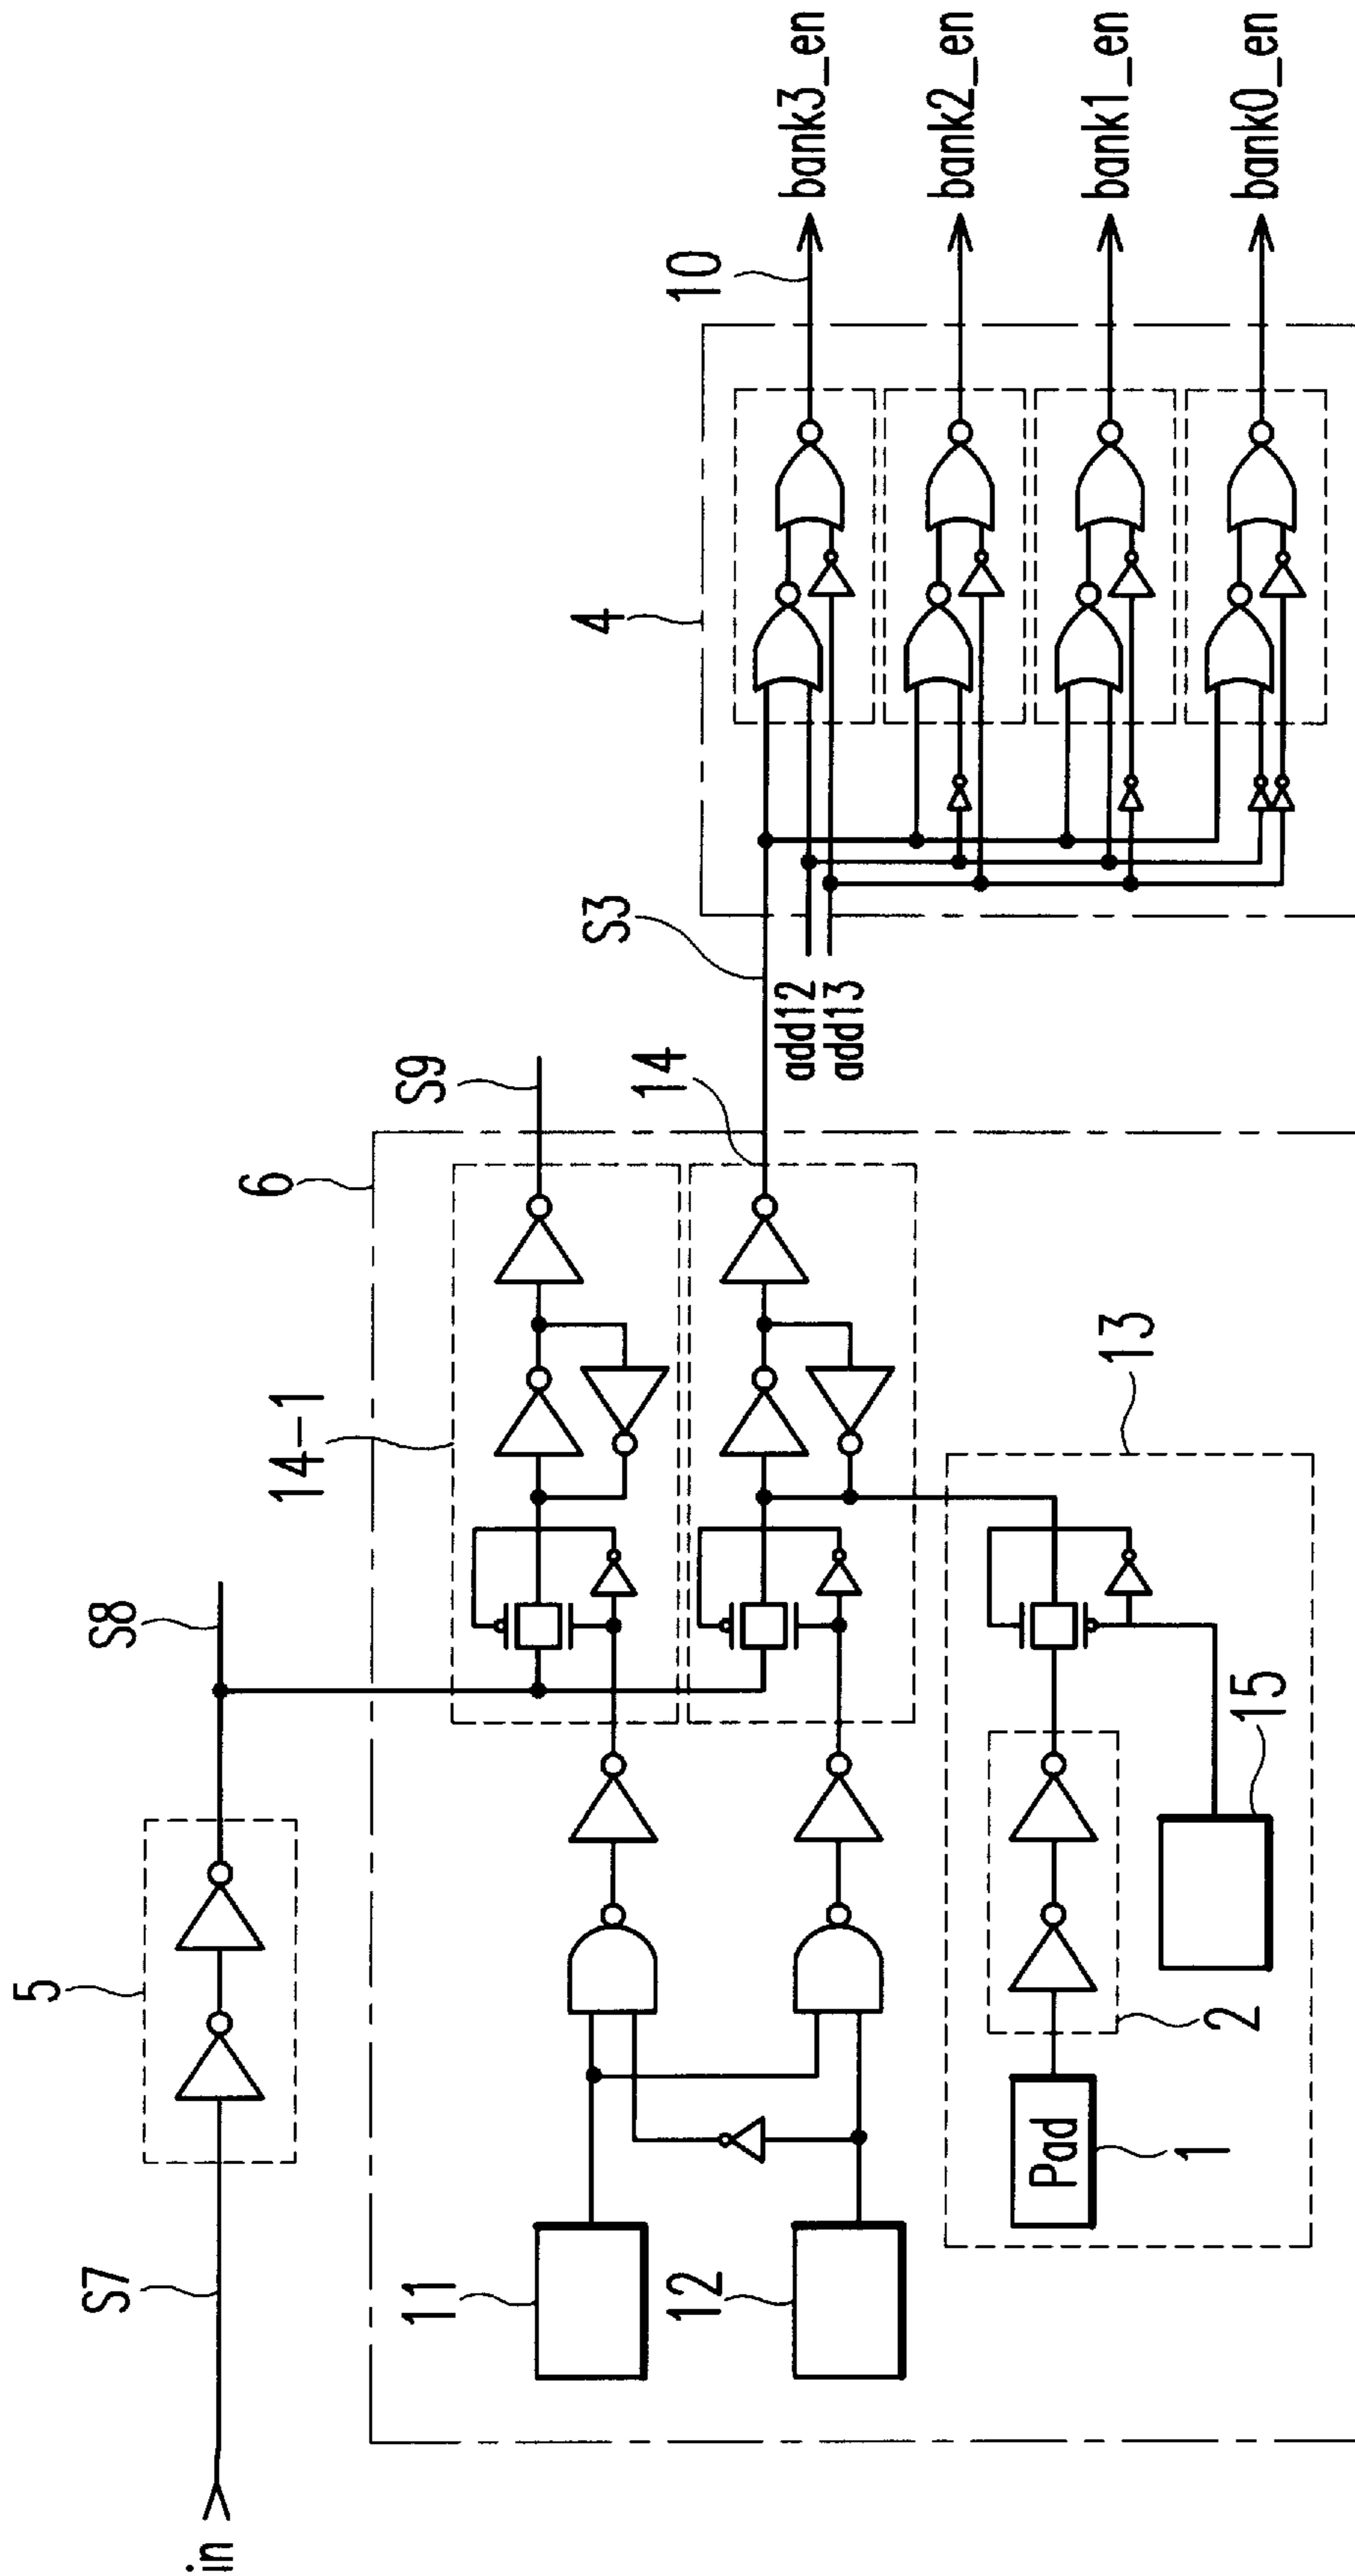 in
S7
5
S8
6
14-1
S9
11
12
14
S3
add12
add13
4
10
bank3_en
bank2_en
bank1_en
bank0_en
Pad
1
2
15
13